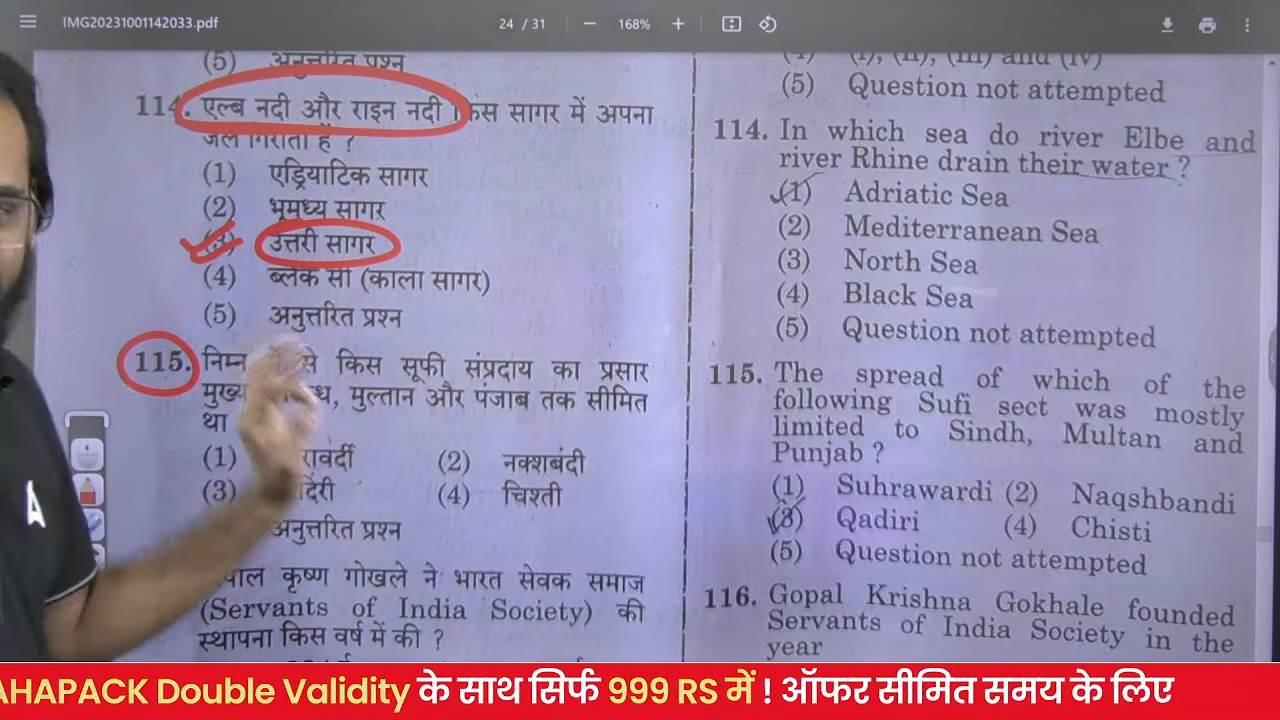 IMG20231001142033.pdf
24 / 31
168%
(5) अनुत्तरित प्रश्न
114. एल्ब नदी और राइन नदी किस सागर में अपना
जल गिराती है ?
(1) एड्रियाटिक सागर
(2) भूमध्य सागर
(3) उत्तरी सागर
(4) ब्लैक सी (काला सागर)
(5) अनुत्तरित प्रश्न
115. निम्न किस सूफी संप्रदाय का प्रसार
मुल्तान और पंजाब तक सीमित
था
(1)
(2) नक्शबंदी
(3)
(4) चिश्ती
अनुत्तरित प्रश्न
कृष्ण गोखले ने भारत सेवक समाज
(Servants of India Society) की
स्थापना किस वर्ष में की ?
(i), (ii), (iii) and (iv)
(5) Question not attempted
114. In which sea do river Elbe and
river Rhine drain their water ?
(1) Adriatic Sea
(2) Mediterranean Sea
(3) North Sea
(4) Black Sea
(5) Question not attempted
115. The spread of which of the
following Sufi sect was mostly
limited to Sindh, Multan and
Punjab ?
(1) Suhrawardi (2) Naqshbandi
(3) Qadiri (4) Chisti
(5) Question not attempted
116. Gopal Krishna Gokhale founded
Servants of India Society in the
year
AHAPACK Double Validity के साथ सिर्फ 999 RS में ! ऑफर सीमित समय के लिए